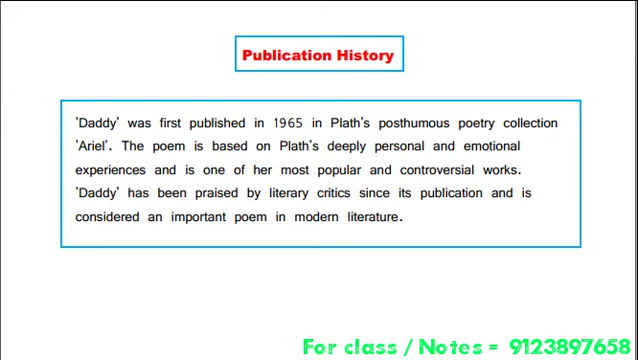 Publication History
'Daddy' was first published in 1965 in Plath's posthumous poetry collection
'Ariel'. The poem is based on Plath's deeply personal and emotional
experiences and is one of her most popular and controversial works.
'Daddy' has been praised by literary critics since its publication and is
considered an important poem in modern literature.
For class / Notes = 9123897658